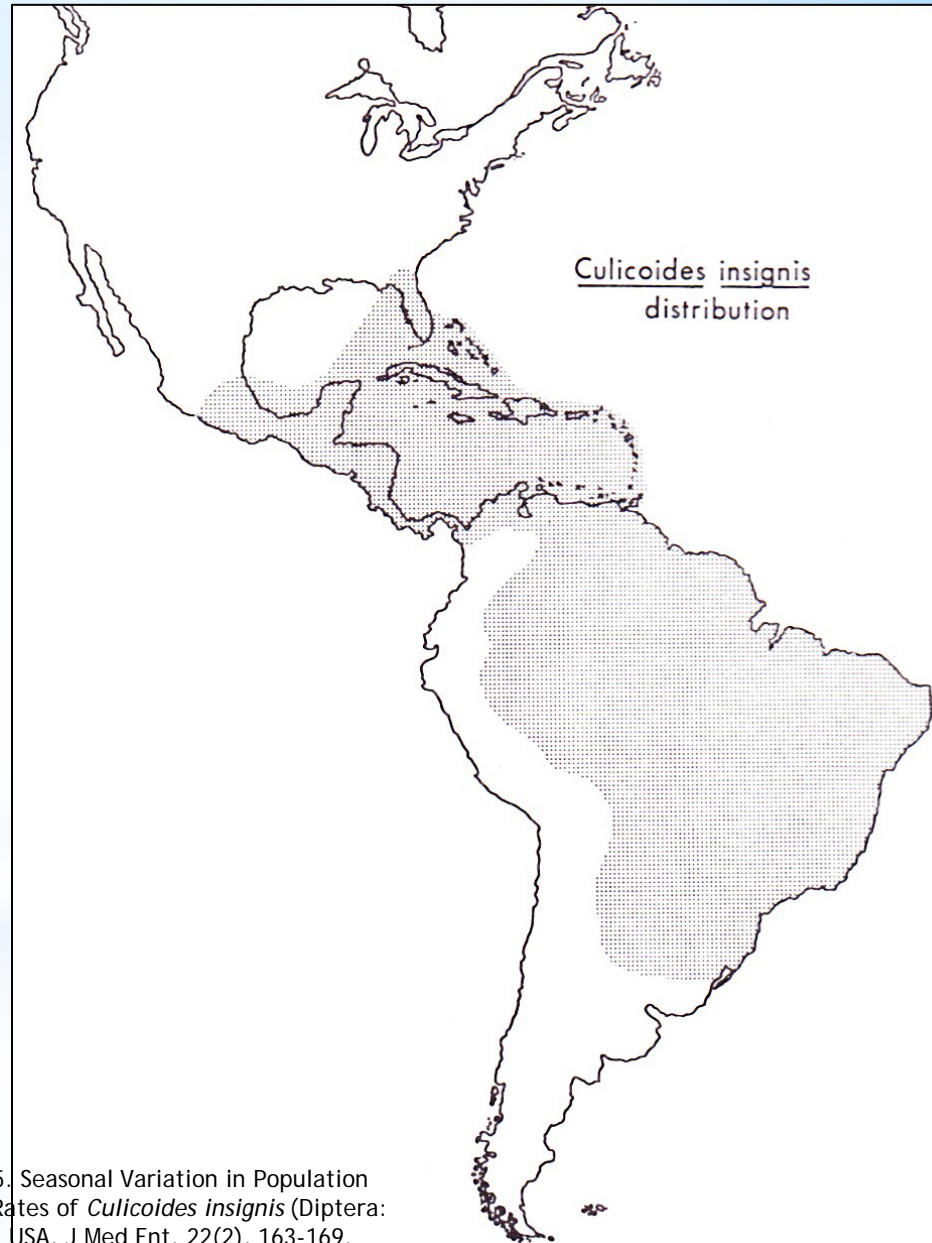 Culicoides insignis
distribution
5. Seasonal Variation in Population
Rates of Culicoides insignis (Diptera:
USA. J Med Ent, 22(2), 163-169.